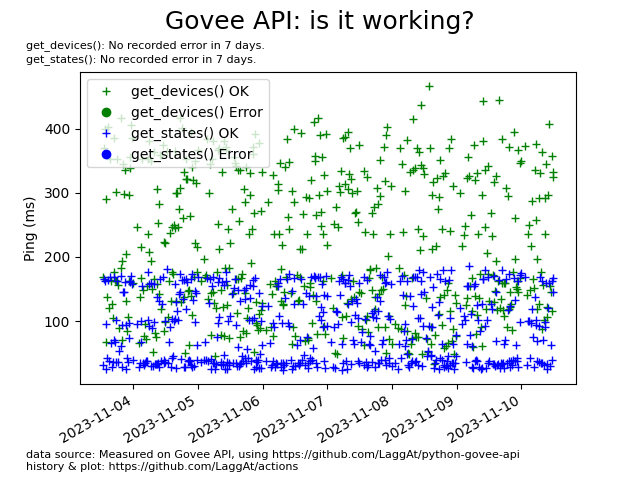 Govee API: is it working?
get_devices(): No recorded error in 7 days.
get_states(): No recorded error in 7 days.
get_devices() OK
get_devices() Error
get_states() OK
get_states() Error
400
300
200
100
Ping (ms)
2023-11-04
2023-11-05
2023-11-06
2023-11-07
2023-11-08
2023-11-09
2023-11-10
data source: Measured on Govee API, using https://github.com/LaggAt/python-govee-api
history & plot: https://github.com/LaggAt/actions